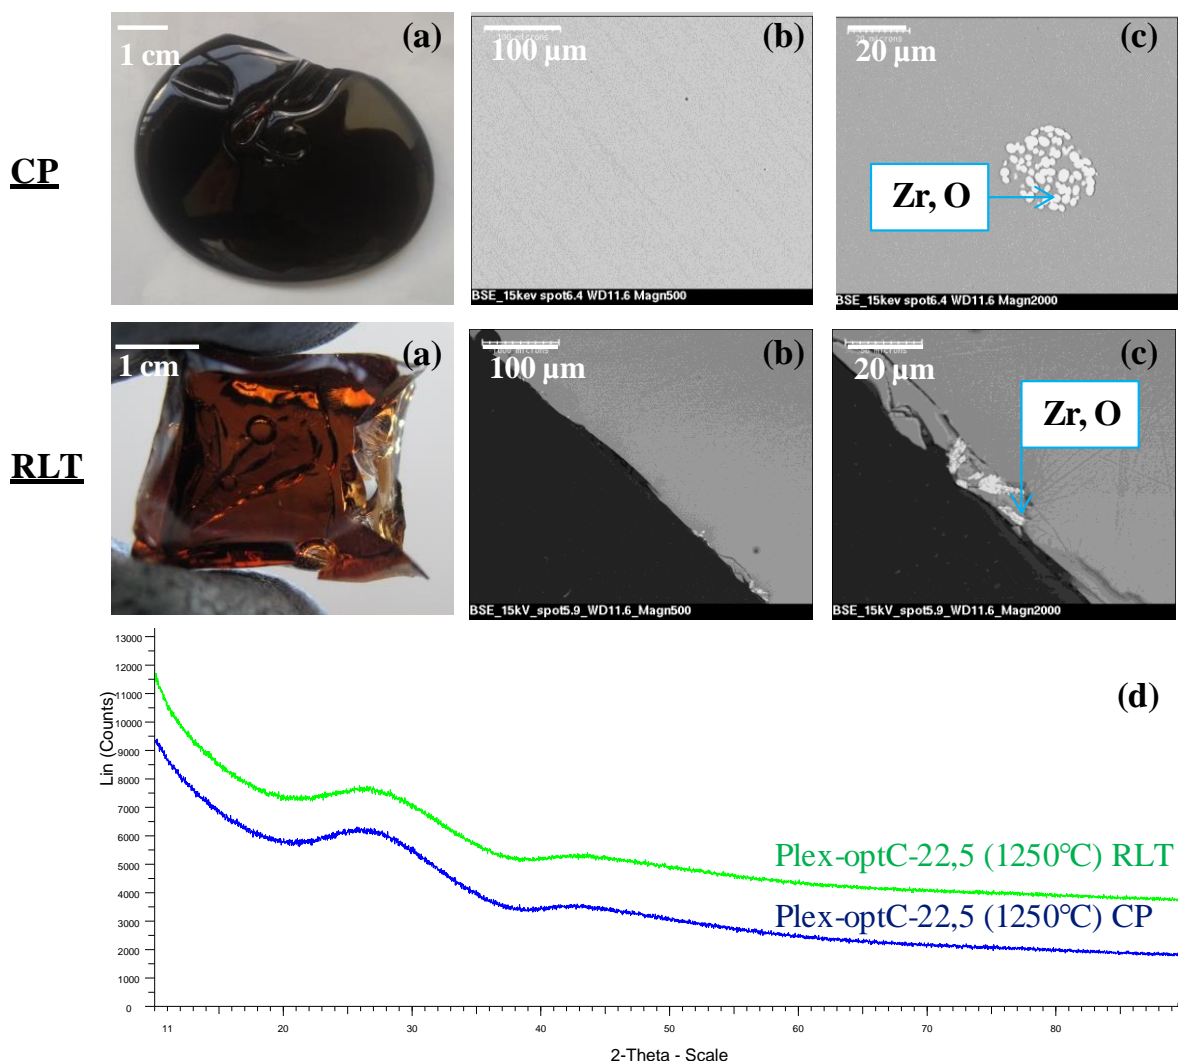 CP
1 cm
(a)
100 µm
(b)
BSE_15kev spot6.4 WD11.6 Magn500
20 µm
(c)
Zr, O
BSE_15kev spot6.4 WD11.6 Magn2000
RLT
1 cm
(a)
100 µm
(b)
BSE_15kV_spot5.9_WD11.6_Magn500
20 µm
(c)
Zr, O
BSE_15kV_spot5.9_WD11.6_Magn2000
(d)
Lin (Counts)
13000
12000
11000
10000
9000
8000
7000
6000
5000
4000
3000
2000
1000
0
Plex-optC-22,5 (1250°C) RLT
Plex-optC-22,5 (1250°C) CP
11 20 30 40 50 60 70 80
2-Theta - Scale